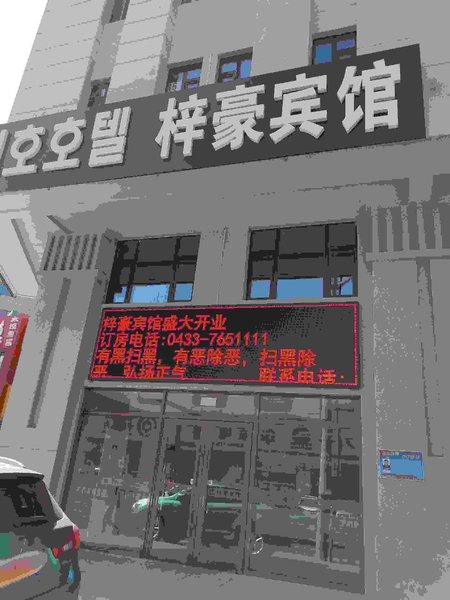 호호텔 梓豪宾馆
梓豪宾馆盛大开业
订房电话:0433-7651111
有黑扫黑，有恶除恶，扫黑除
恶，弘扬正气 联系电话: